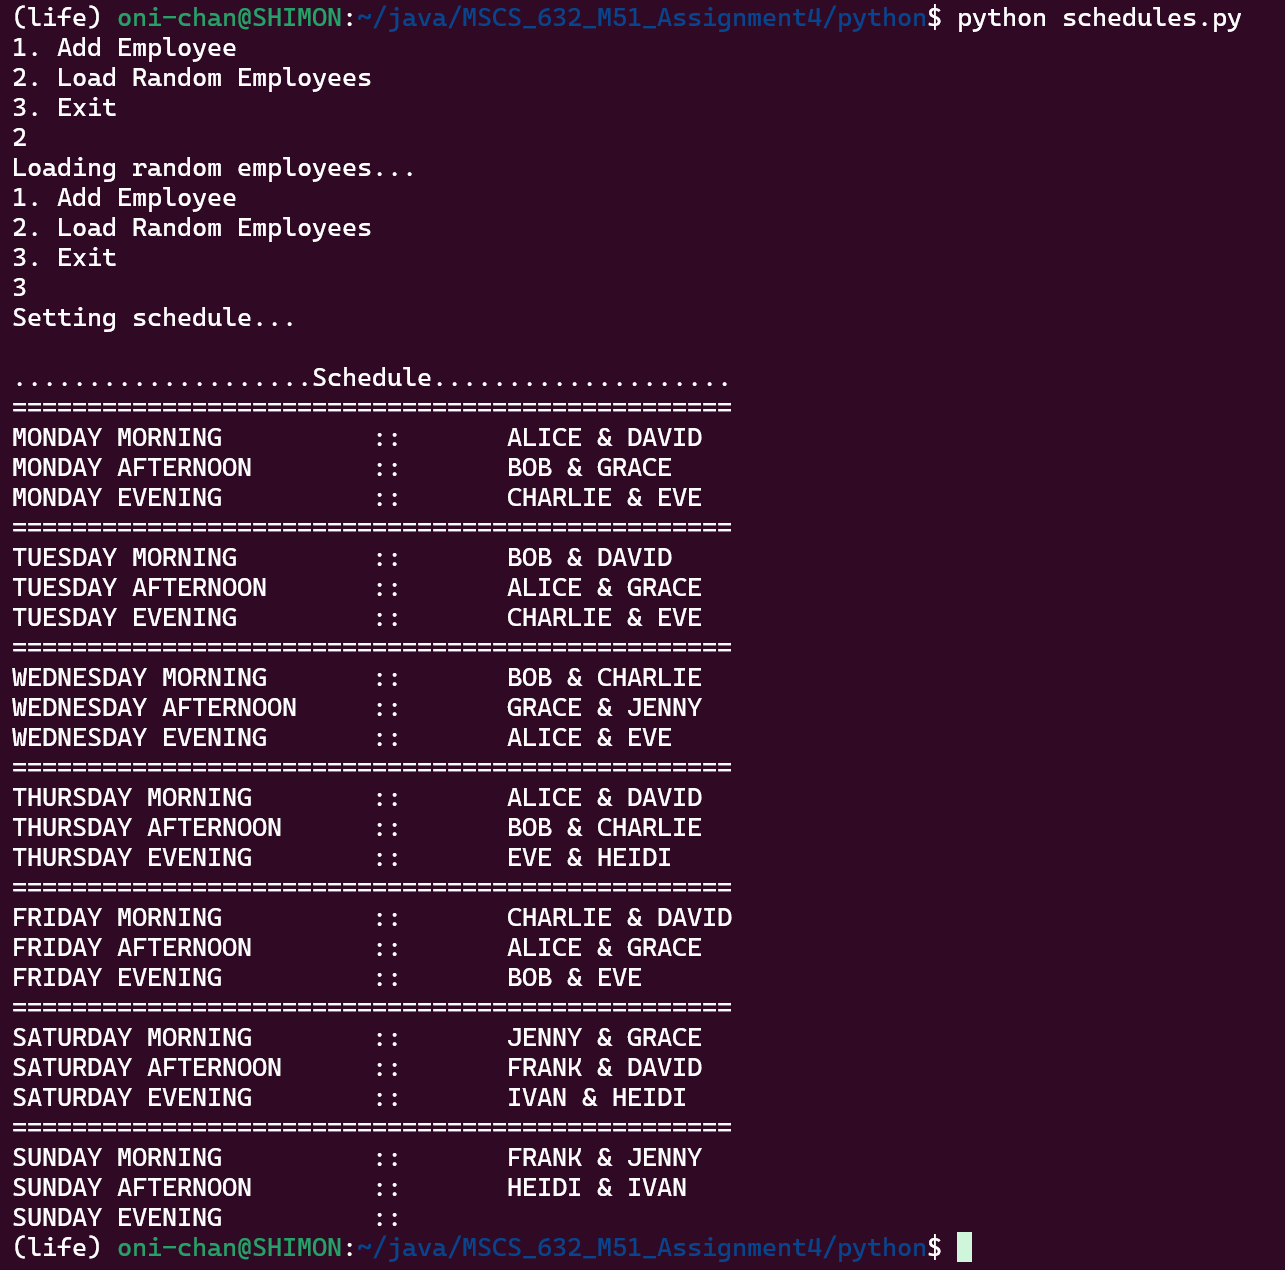 (life) oni-chan@SHIMON:~/java/MSCS_632_M51_Assignment4/python$ python schedules.py
1. Add Employee
2. Load Random Employees
3. Exit
2
Loading random employees...
1. Add Employee
2. Load Random Employees
3. Exit
3
Setting schedule...
....................Schedule....................
================================================
MONDAY MORNING          ::       ALICE & DAVID
MONDAY AFTERNOON        ::       BOB & GRACE
MONDAY EVENING          ::       CHARLIE & EVE
================================================
TUESDAY MORNING         ::       BOB & DAVID
TUESDAY AFTERNOON       ::       ALICE & GRACE
TUESDAY EVENING         ::       CHARLIE & EVE
================================================
WEDNESDAY MORNING       ::       BOB & CHARLIE
WEDNESDAY AFTERNOON     ::       GRACE & JENNY
WEDNESDAY EVENING       ::       ALICE & EVE
================================================
THURSDAY MORNING        ::       ALICE & DAVID
THURSDAY AFTERNOON      ::       BOB & CHARLIE
THURSDAY EVENING        ::       EVE & HEIDI
================================================
FRIDAY MORNING          ::       CHARLIE & DAVID
FRIDAY AFTERNOON        ::       ALICE & GRACE
FRIDAY EVENING          ::       BOB & EVE
================================================
SATURDAY MORNING        ::       JENNY & GRACE
SATURDAY AFTERNOON      ::       FRANK & DAVID
SATURDAY EVENING        ::       IVAN & HEIDI
================================================
SUNDAY MORNING          ::       FRANK & JENNY
SUNDAY AFTERNOON        ::       HEIDI & IVAN
SUNDAY EVENING          ::
(life) oni-chan@SHIMON:~/java/MSCS_632_M51_Assignment4/python$